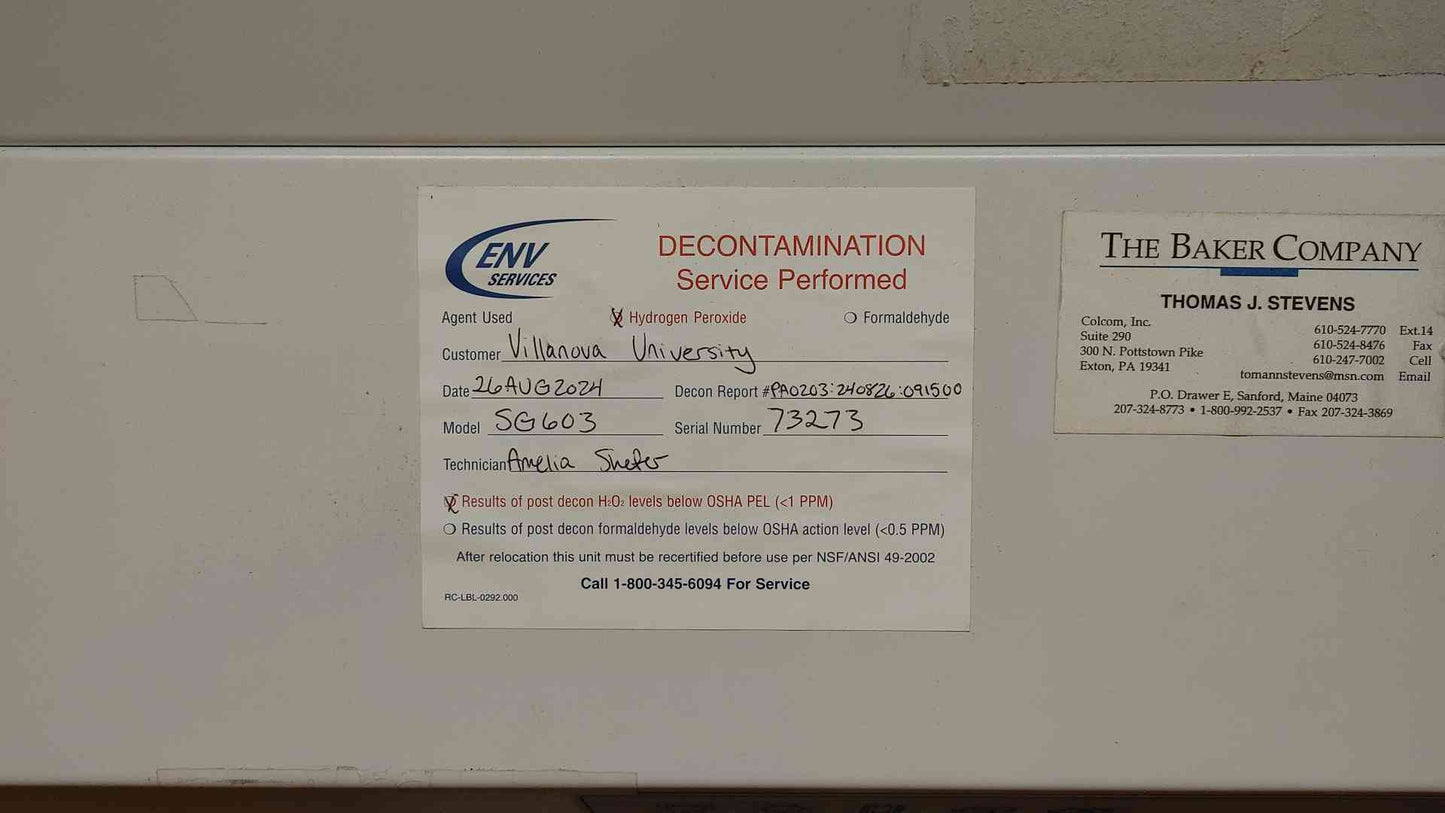 ENV
SERVICES
DECONTAMINATION
Service Performed
Agent Used Hydrogen Peroxide Formaldehyde
Customer Villanova University
Date 26AUG2024 Decon Report #PA0203:240826:091500
Model SG603 Serial Number 73273
Technician Amelia Shefer
Results of post decon H₂O₂ levels below OSHA PEL (<1 PPM)
Results of post decon formaldehyde levels below OSHA action level (<0.5 PPM)
After relocation this unit must be recertified before use per NSF/ANSI 49-2002
Call 1-800-345-6094 For Service
RC-LBL-0292.000
THE BAKER COMPANY
THOMAS J. STEVENS
Colcom, Inc.
Suite 290
300 N. Pottstown Pike
Exton, PA 19341
610-524-7770 Ext.14
610-524-8476 Fax
610-247-7002 Cell
tomannstevens@msn.com Email
P.O. Drawer E, Sanford, Maine 04073
207-324-8773 • 1-800-992-2537 • Fax 207-324-3869